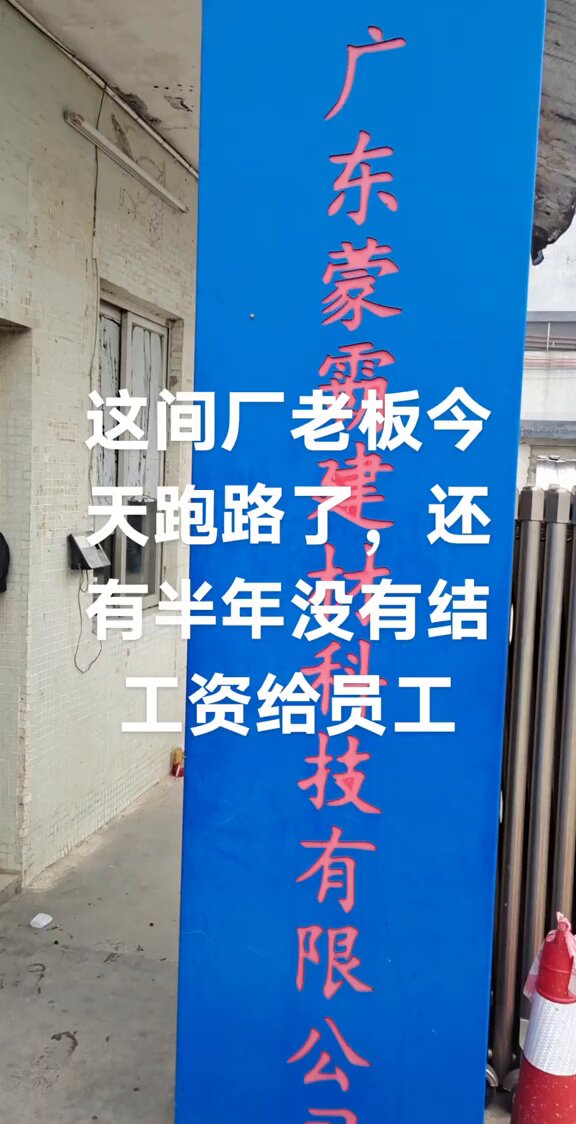 广东蒙霸建材科技有限公司
这间厂老板今
天跑路了，还
有半年没有结
工资给员工